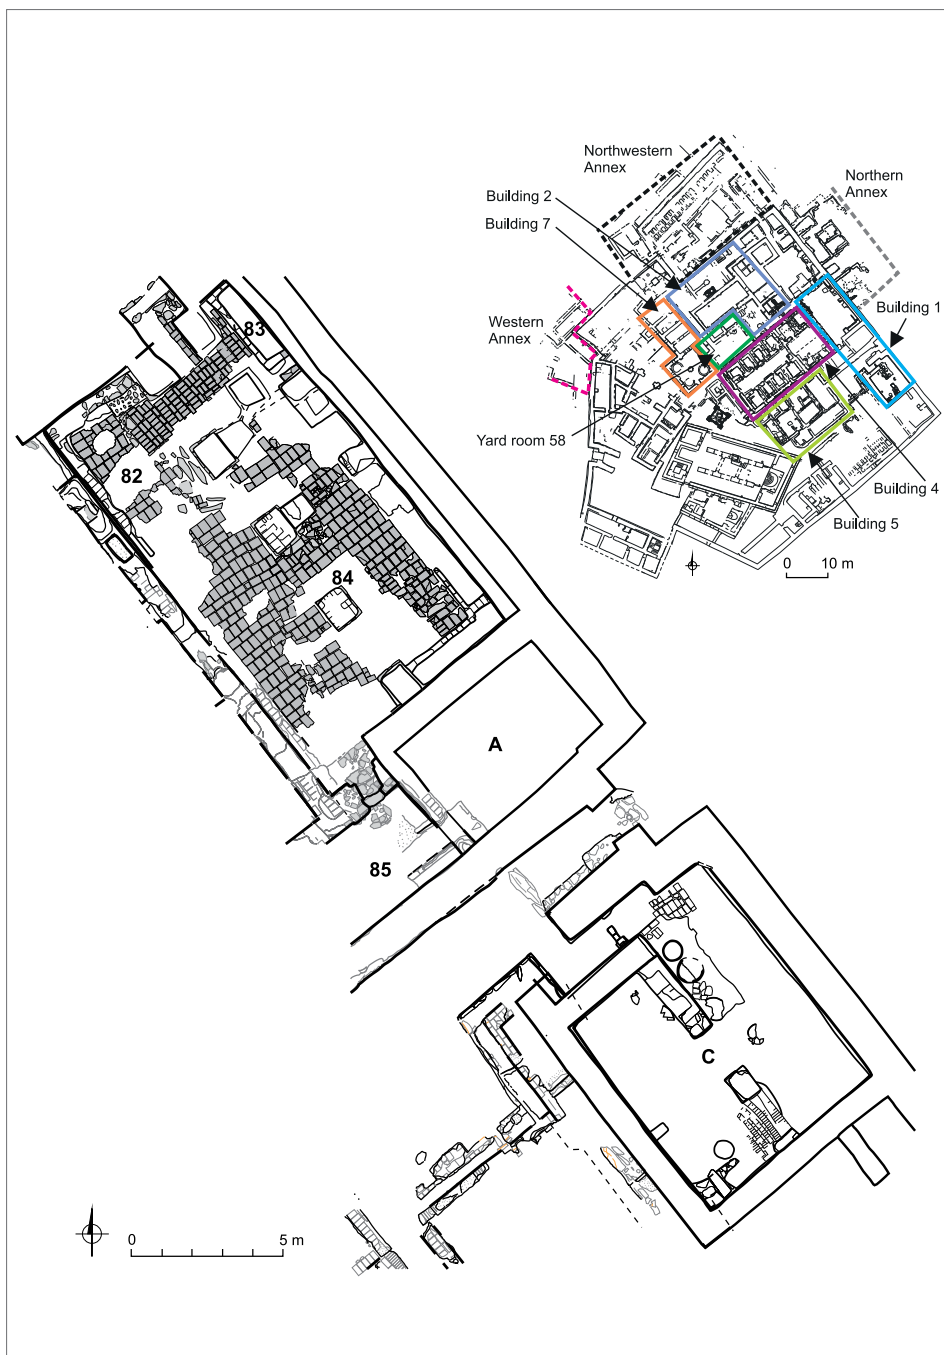 Northwestern
Annex
Northern
Annex
Building 2
Building 7
Building 1
Western
Annex
Yard room 58
Building 4
Building 5
0 10 m
83
82
84
A
85
C
0 5 m